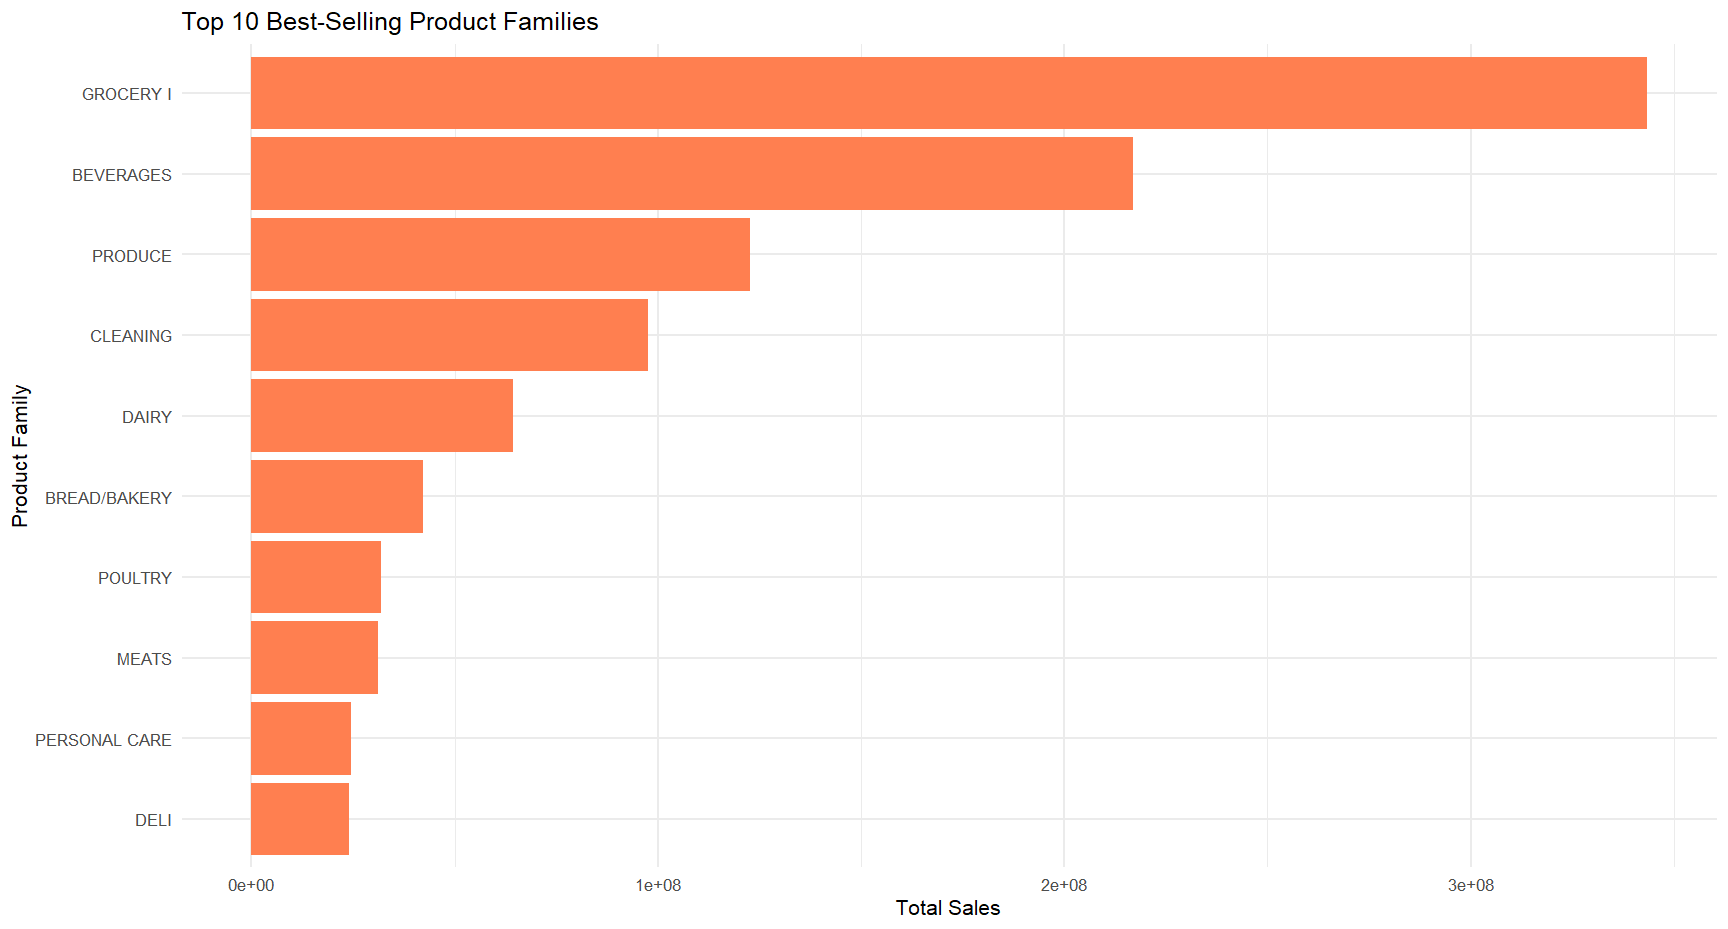 Top 10 Best-Selling Product Families
Product Family
GROCERY I
BEVERAGES
PRODUCE
CLEANING
DAIRY
BREAD/BAKERY
POULTRY
MEATS
PERSONAL CARE
DELI
0e+00 1e+08 2e+08 3e+08
Total Sales